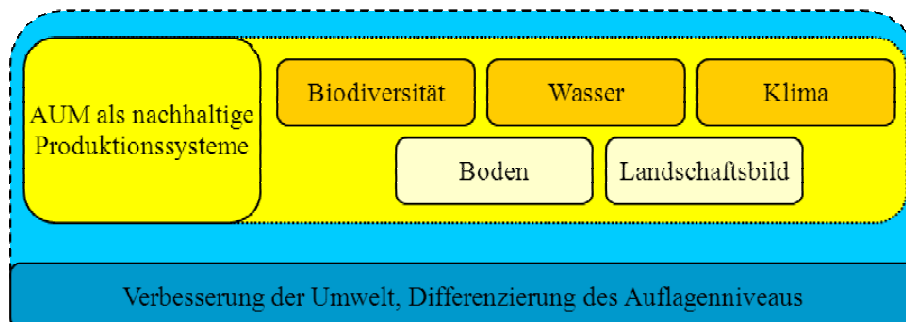 Biodiversität Wasser Klima
AUM als nachhaltige
Produktionssysteme
Boden Landschaftsbild
Verbesserung der Umwelt, Differenzierung des Auflagenniveaus